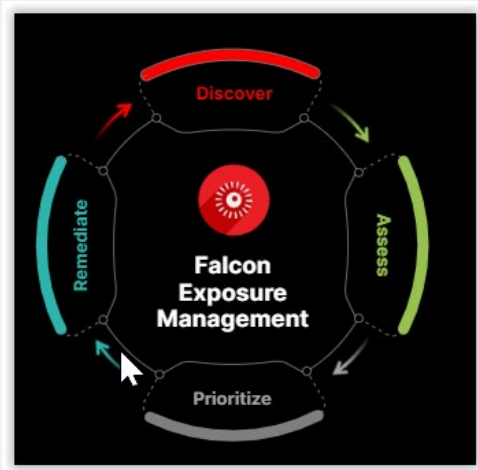 Discover
Assess
Remediate
Falcon
Exposure
Management
Prioritize